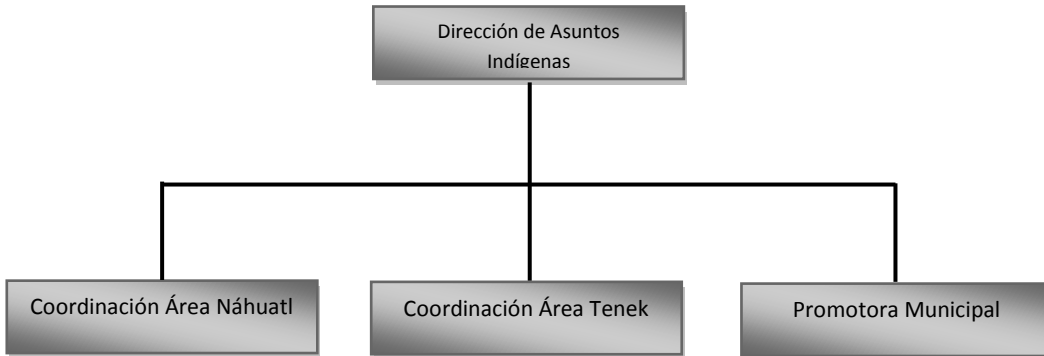 Dirección de Asuntos
Indígenas
Coordinación Área Náhuatl
Coordinación Área Tenek
Promotora Municipal